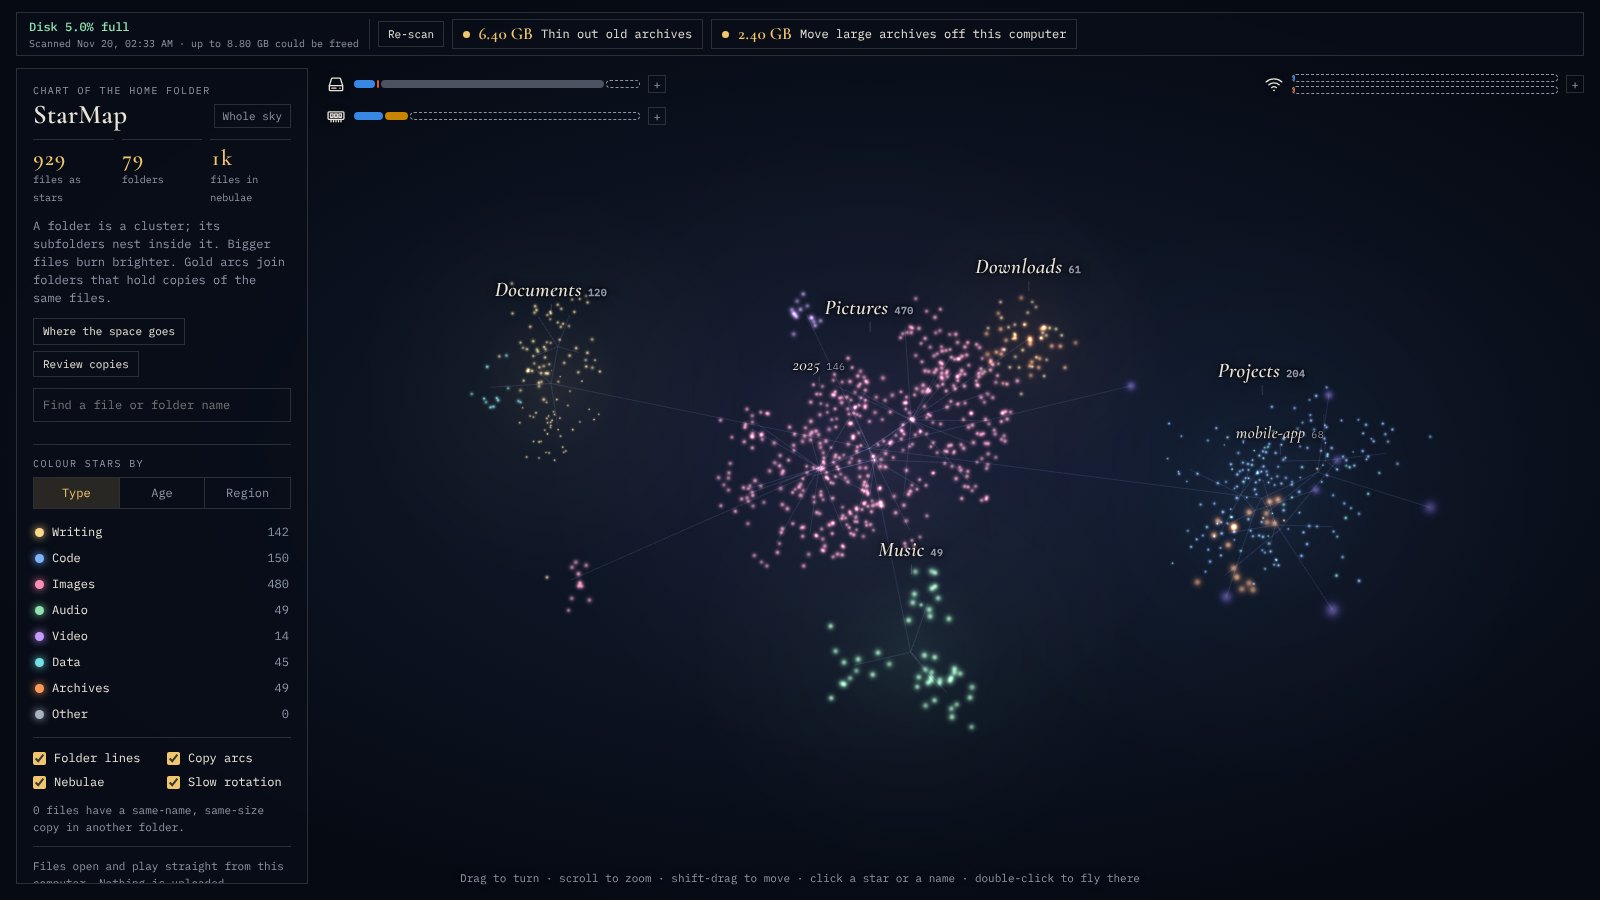 Disk 5.0% full
Scanned Nov 20, 02:33 AM · up to 8.80 GB could be freed
Re-scan
6.40 GB Thin out old archives
2.40 GB Move large archives off this computer
CHART OF THE HOME FOLDER
StarMap
Whole sky
929 files as stars
79 folders
1k files in nebulae
A folder is a cluster; its
subfolders nest inside it. Bigger
files burn brighter. Gold arcs join
folders that hold copies of the
same files.
Where the space goes
Review copies
Find a file or folder name
COLOUR STARS BY
Type Age Region
Writing 142
Code 150
Images 480
Audio 49
Video 14
Data 45
Archives 49
Other 0
Folder lines Copy arcs
Nebulae Slow rotation
0 files have a same-name, same-size
copy in another folder.
Files open and play straight from this
computer. Nothing is uploaded
+
+
+
Documents 120
Pictures 470
Downloads 61
2025 146
Projects 204
mobile-app 68
Music 49
Drag to turn · scroll to zoom · shift-drag to move · click a star or a name · double-click to fly there